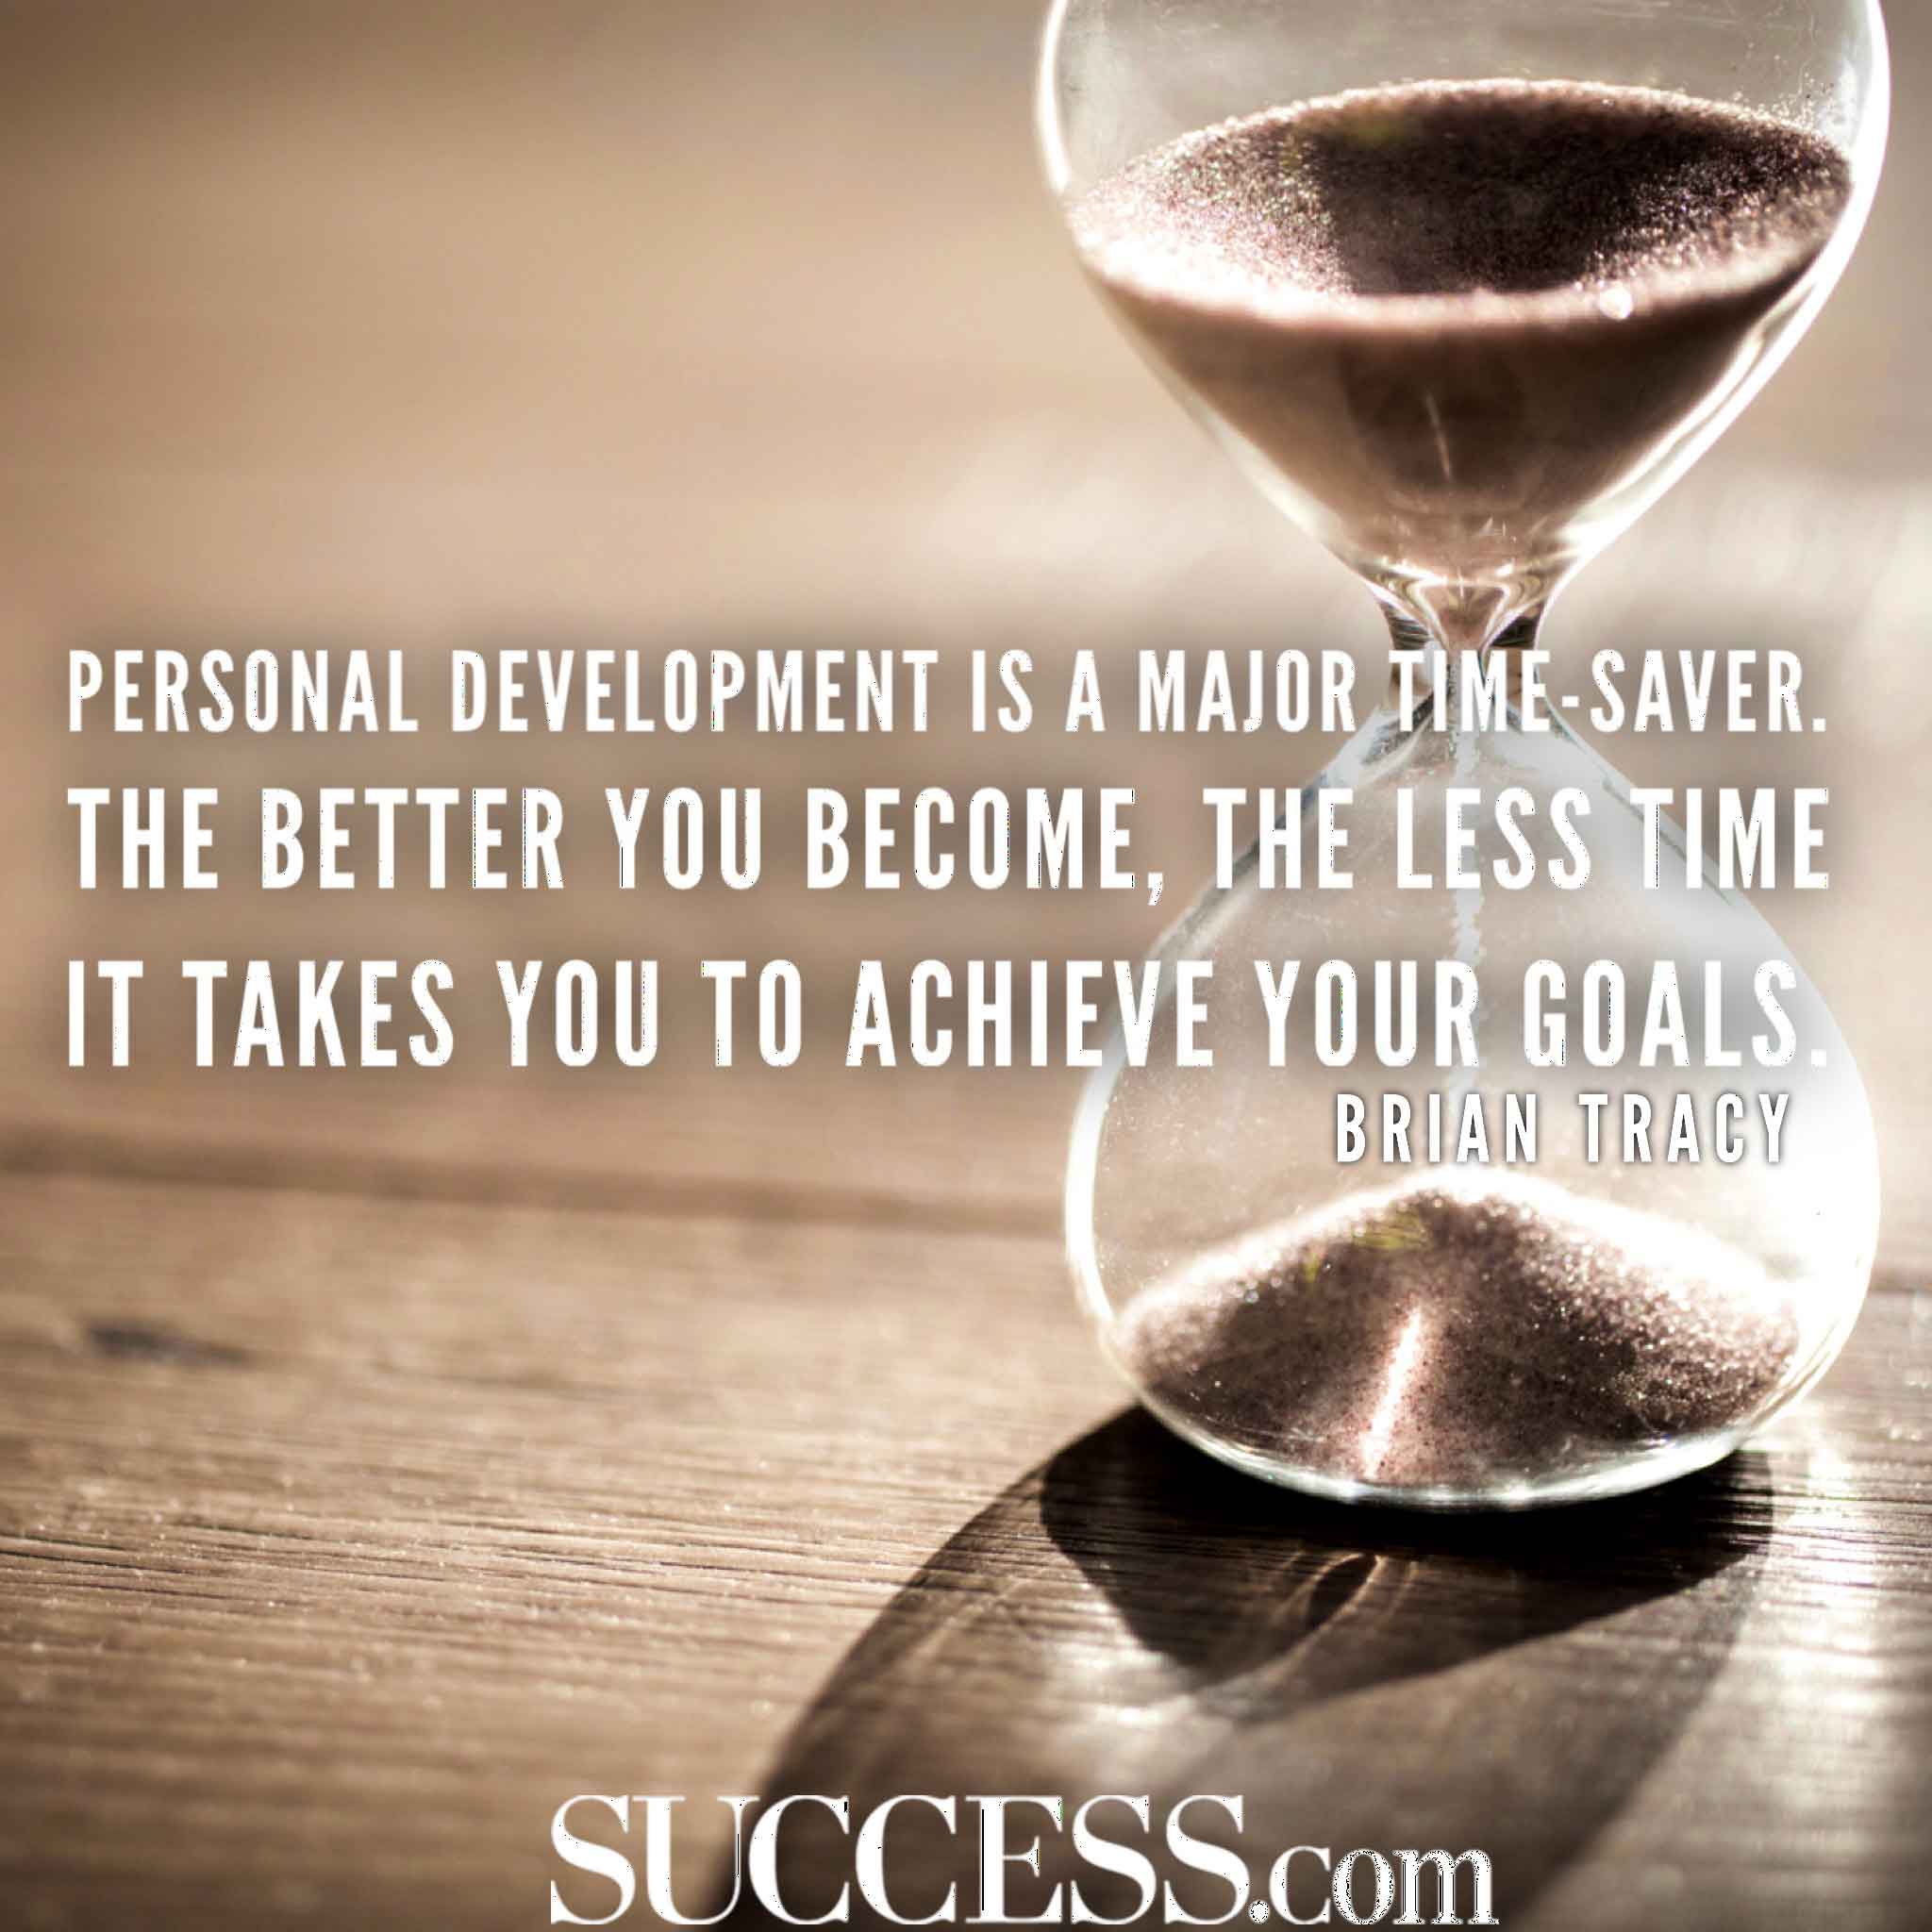 PERSONAL DEVELOPMENT IS A MAJOR TIME-SAVER.
THE BETTER YOU BECOME, THE LESS TIME
IT TAKES YOU TO ACHIEVE YOUR GOALS.
BRIAN TRACY
SUCCESS.com